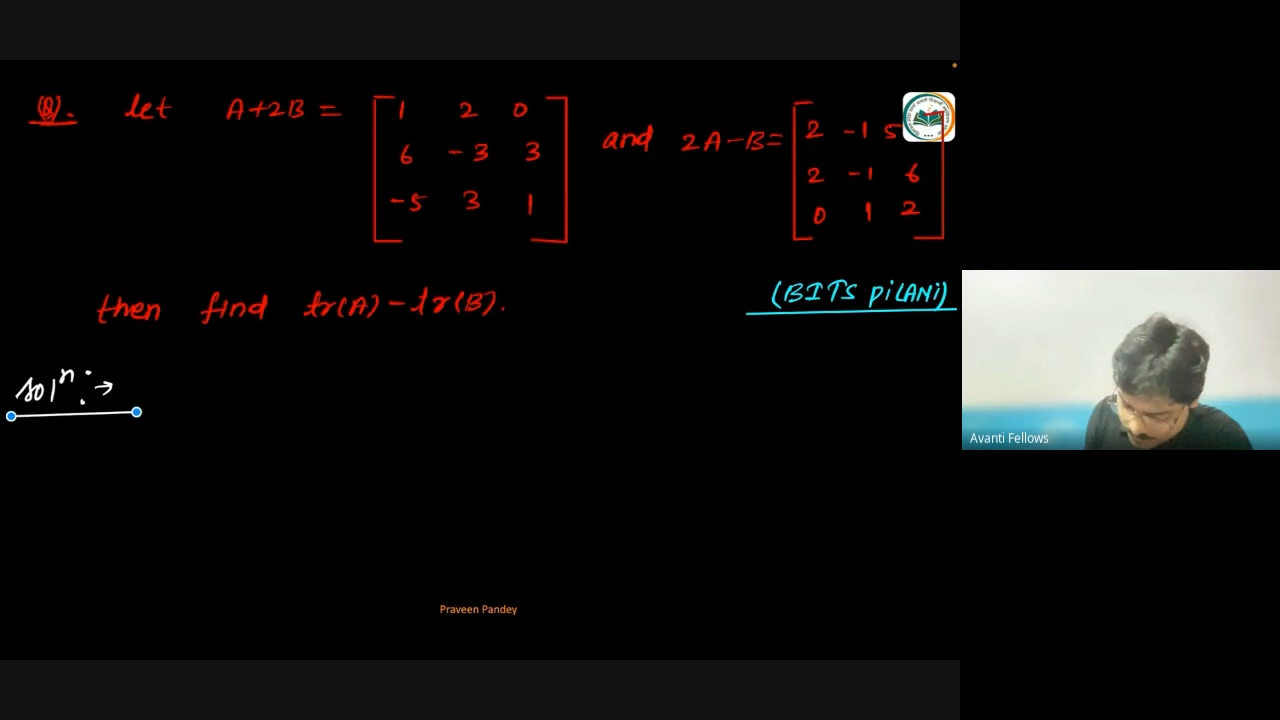 (Q). let A+2B = [1 2 0 6 -3 3 -5 3 1] and 2A-B= [2 -1 5 2 -1 6 0 1 2]
then find tr(A) - tr(B).
(BITS PiLANi)
Solⁿ: →
Avanti Fellows
Praveen Pandey